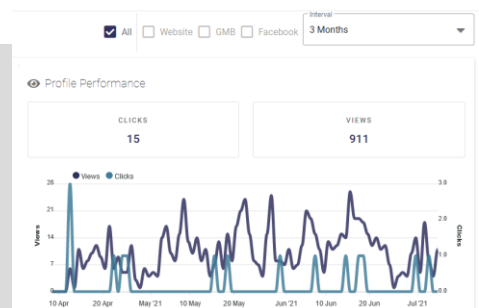 Interval
All Website GMB Facebook 3 Months
Profile Performance
CLICKS
15
VIEWS
911
Views Clicks
28
21
14
7
0
Views
3.0
2.0
1.0
0.0
Clicks
10 Apr 20 Apr May '21 10 May 20 May Jun '21 10 Jun 20 Jun Jul '21